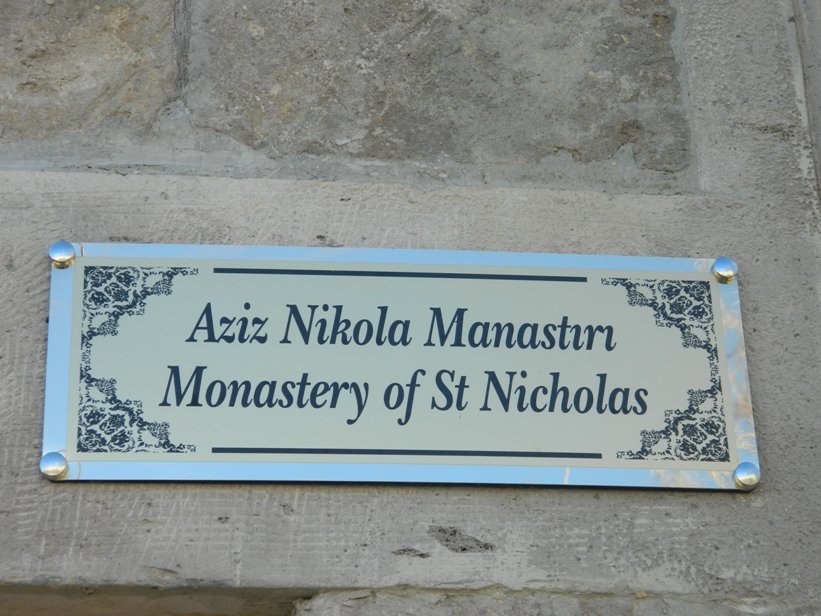 Aziz Nikola Manastırı
Monastery of St Nicholas